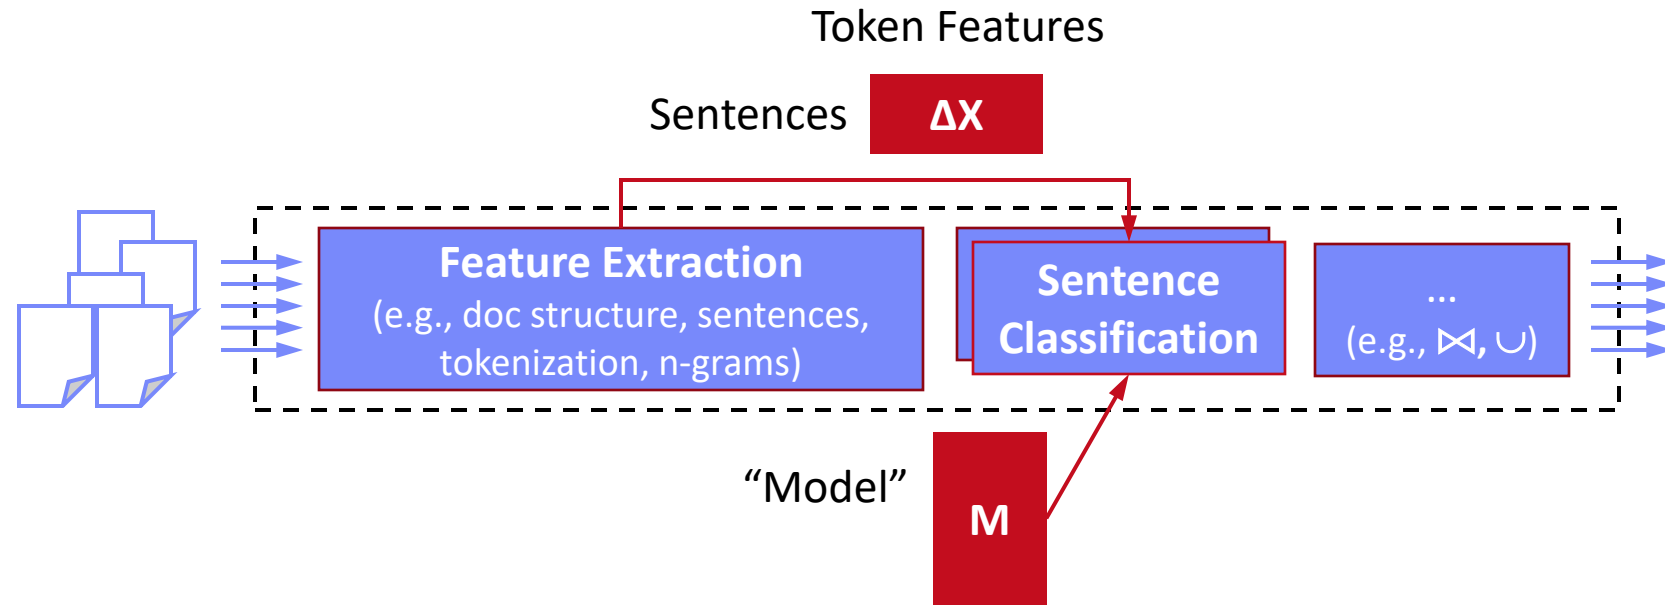 Token Features
Sentences
ΔX
Feature Extraction
(e.g., doc structure, sentences,
tokenization, n-grams)
Sentence
Classification
...
(e.g., ⋈, ∪)
“Model”
M